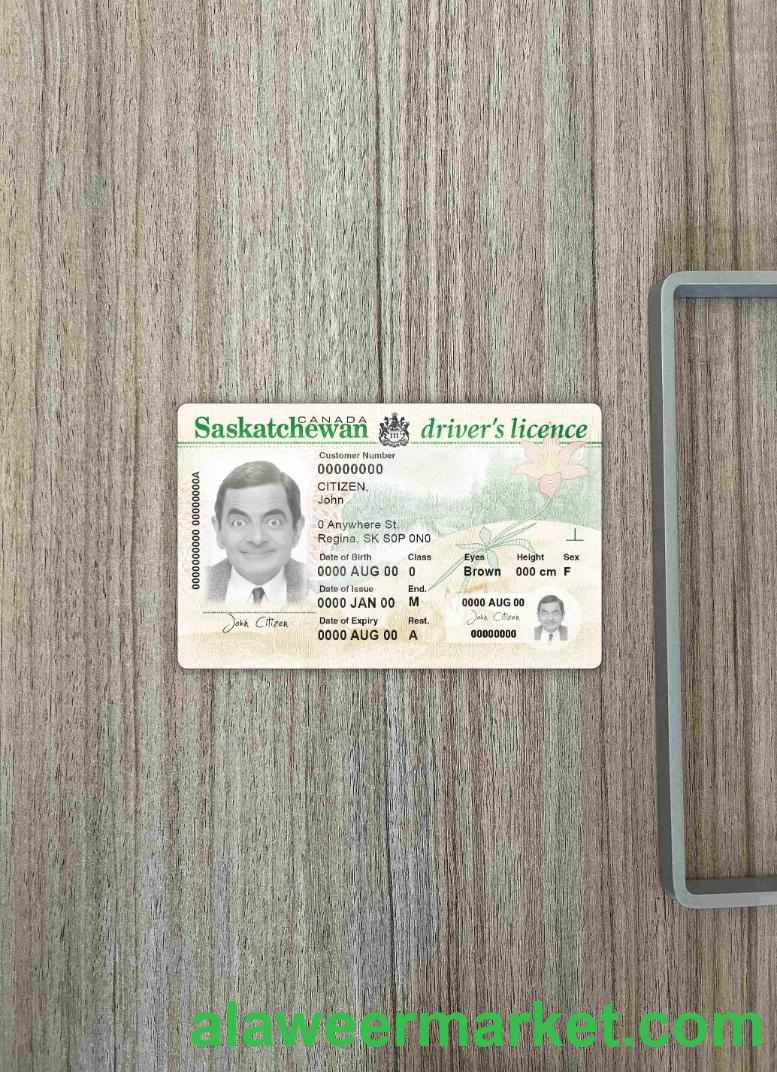 CANADA
Saskatchewan driver's licence
Customer Number
00000000
CITIZEN,
John
0 Anywhere St.
Regina, SK S0P 0N0
0000000000 00000000A
Date of Birth Class Eyes Height Sex
0000 AUG 00 0 Brown 000 cm F
Date of Issue End.
0000 JAN 00 M
0000 AUG 00
John Citizen
John Citizen
Date of Expiry Rest.
0000 AUG 00 A
00000000
alaweermarket.com